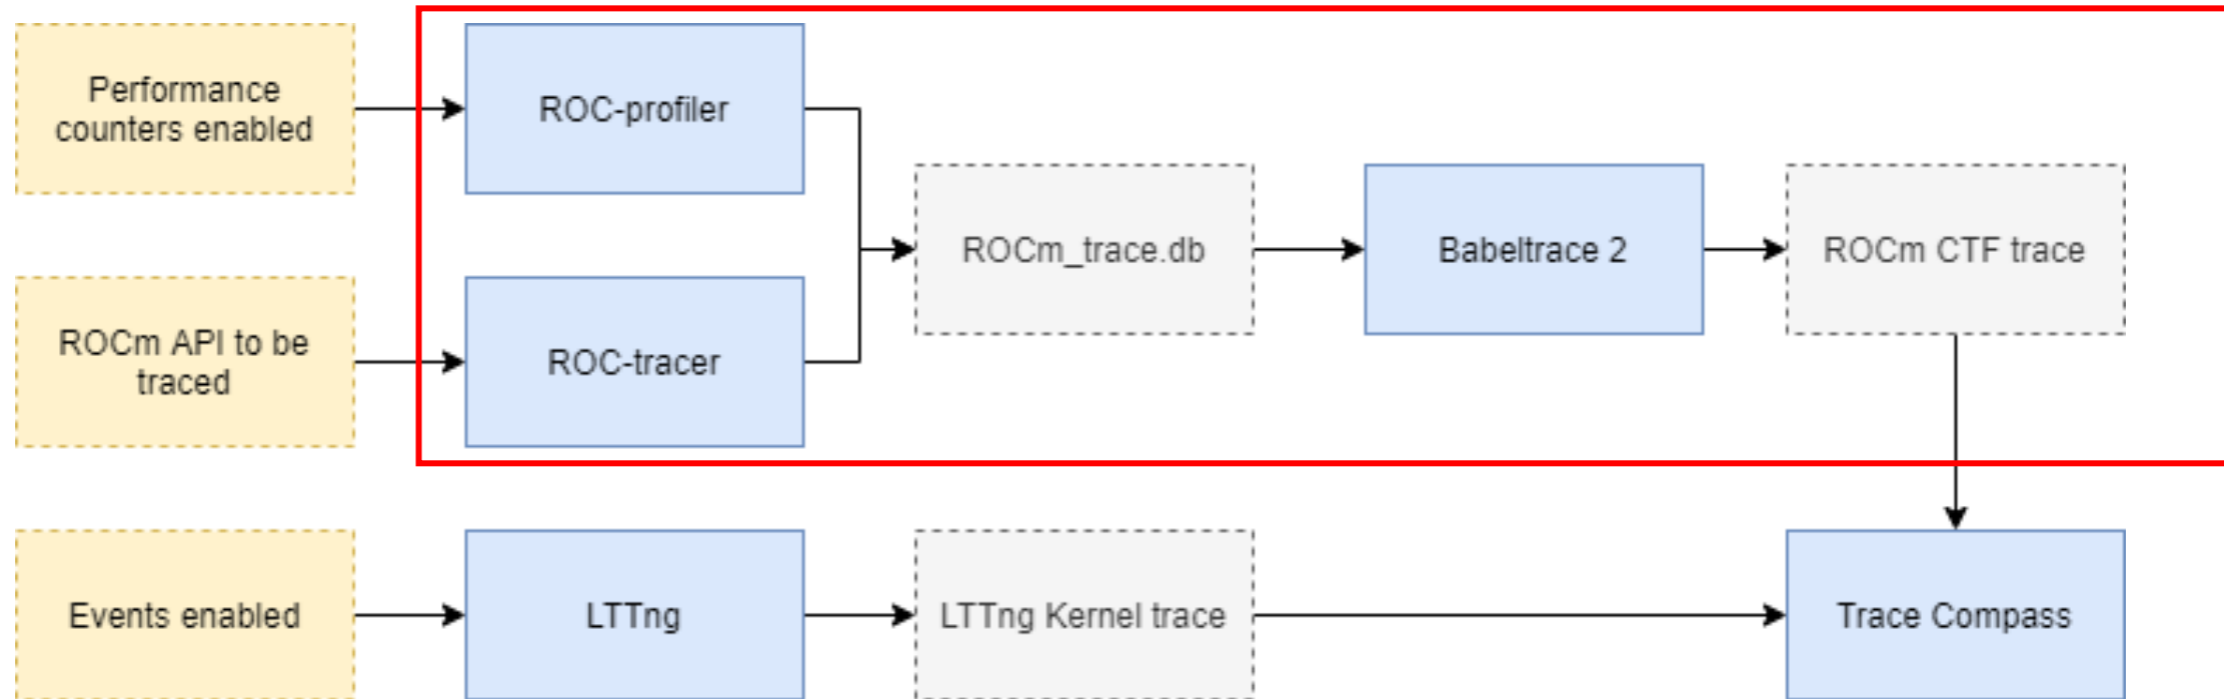 Performance
counters enabled
ROC-profiler
ROCm_trace.db
Babeltrace 2
ROCm CTF trace
ROCm API to be
traced
ROC-tracer
Events enabled
LTTng
LTTng Kernel trace
Trace Compass